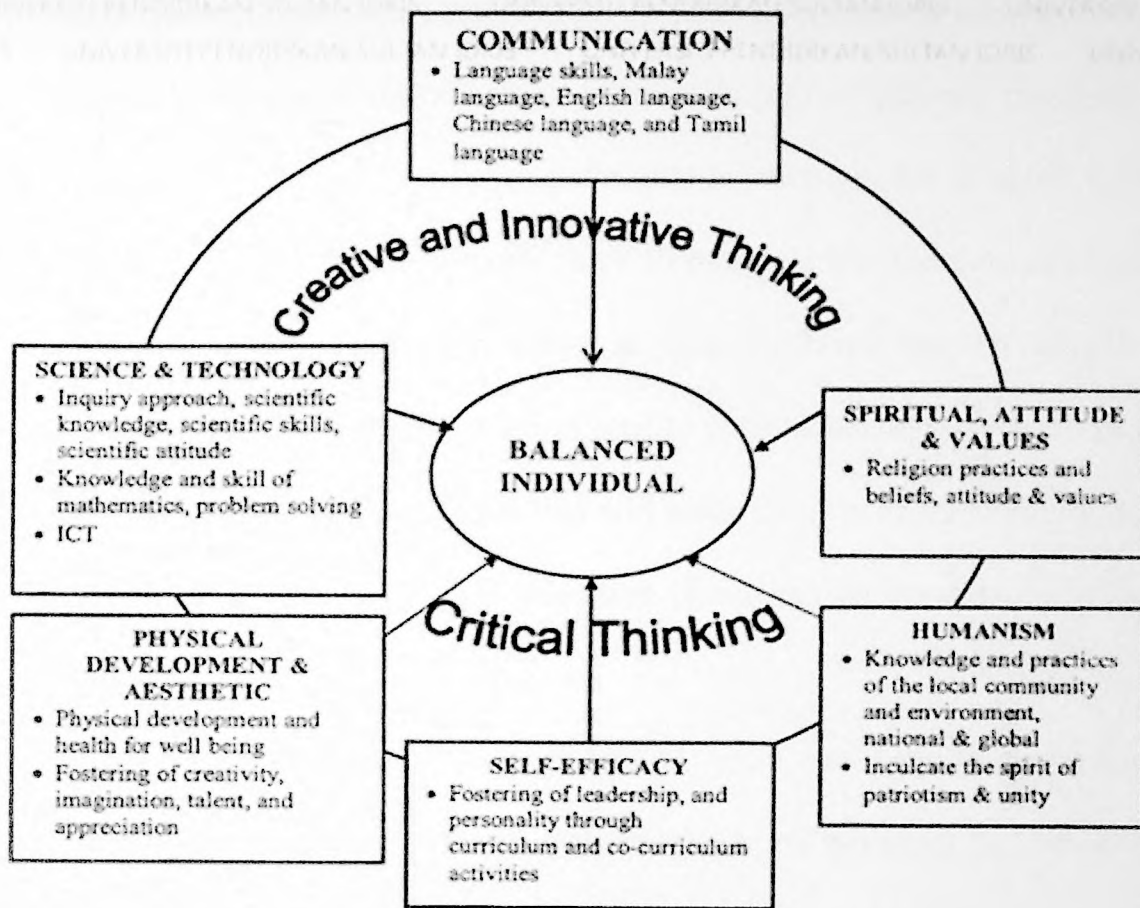 COMMUNICATION
• Language skills, Malay
language, English language,
Chinese language, and Tamil
language
Creative and Innovative Thinking
SCIENCE & TECHNOLOGY
• Inquiry approach, scientific
knowledge, scientific skills,
scientific attitude
• Knowledge and skill of
mathematics, problem solving
• ICT
BALANCED
INDIVIDUAL
SPIRITUAL, ATTITUDE
& VALUES
• Religion practices and
beliefs, attitude & values
Critical Thinking
PHYSICAL
DEVELOPMENT &
AESTHETIC
• Physical development and
health for well being
• Fostering of creativity,
imagination, talent, and
appreciation
SELF-EFFICACY
• Fostering of leadership, and
personality through
curriculum and co-curriculum
activities
HUMANISM
• Knowledge and practices
of the local community
and environment,
national & global
• Inculcate the spirit of
patriotism & unity